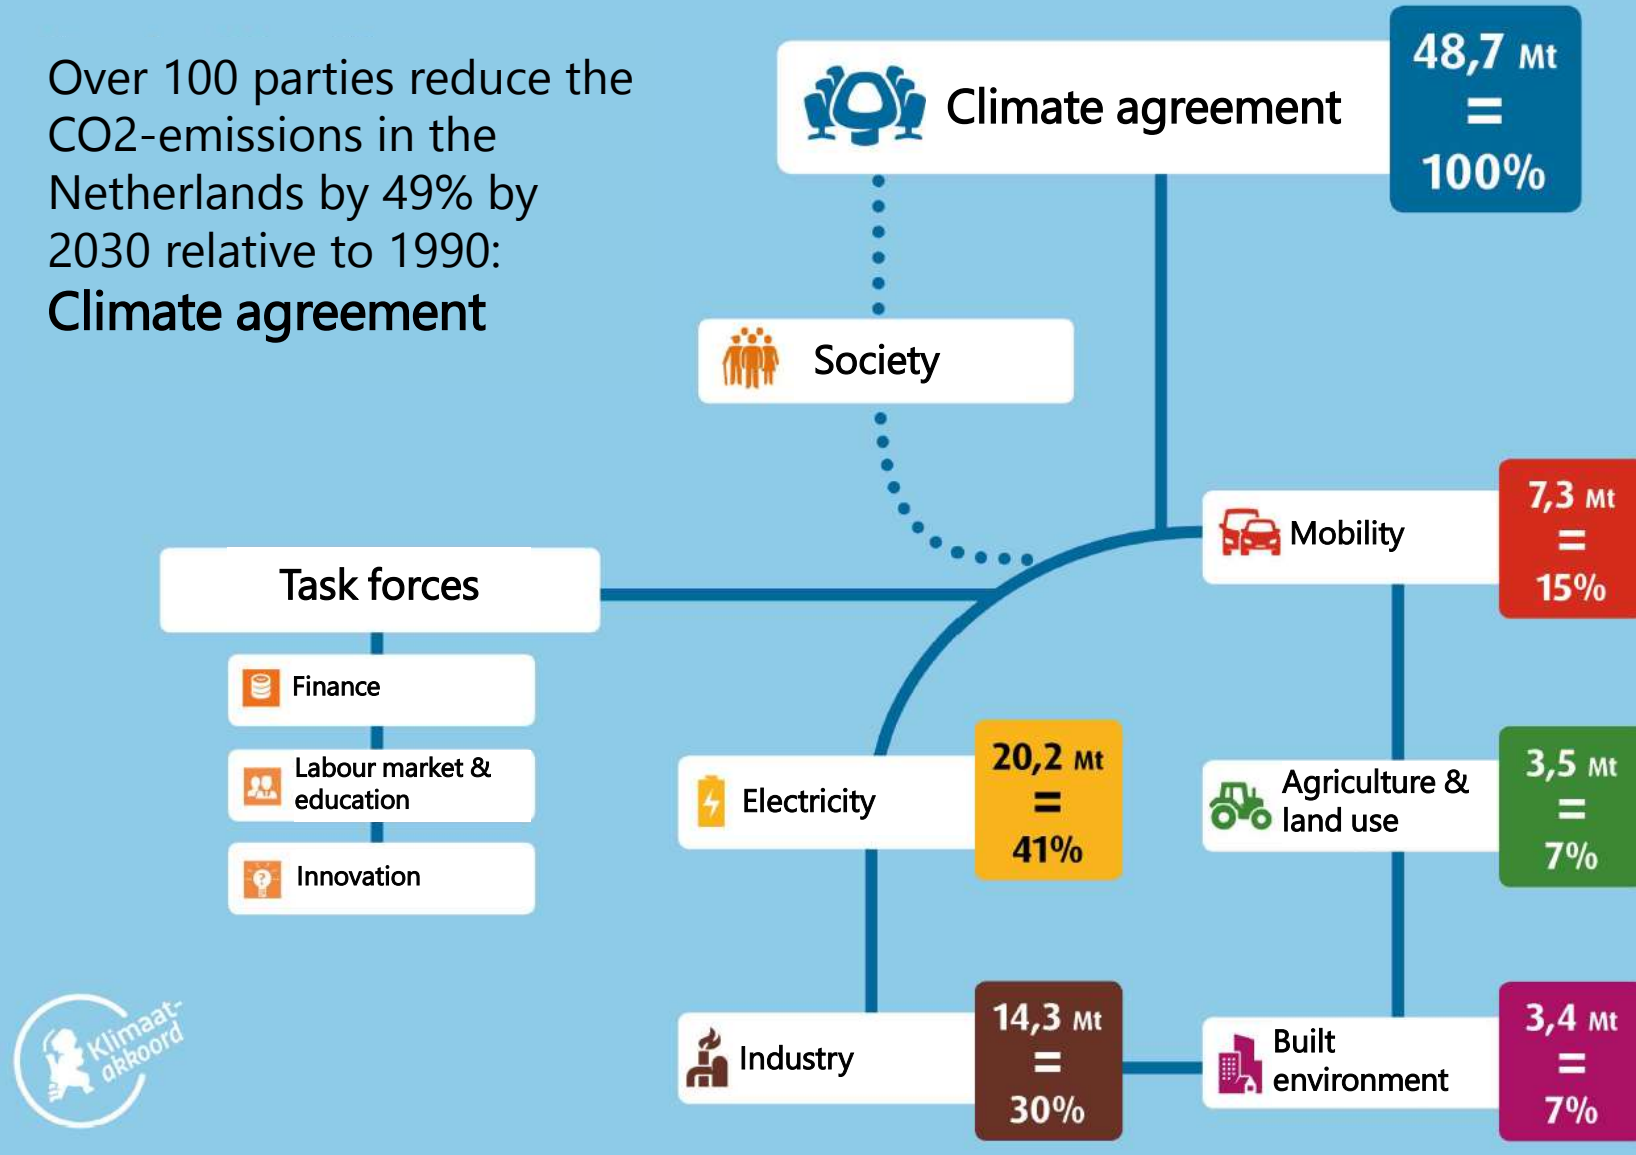 Over 100 parties reduce the
CO2-emissions in the
Netherlands by 49% by
2030 relative to 1990:
Climate agreement
Climate agreement
48,7 Mt
=
100%
Society
Mobility
7,3 Mt
=
15%
Task forces
Finance
Labour market &
education
Innovation
Electricity
20,2 Mt
=
41%
Agriculture &
land use
3,5 Mt
=
7%
Industry
14,3 Mt
=
30%
Built
environment
3,4 Mt
=
7%
Klimaat-
akkoord